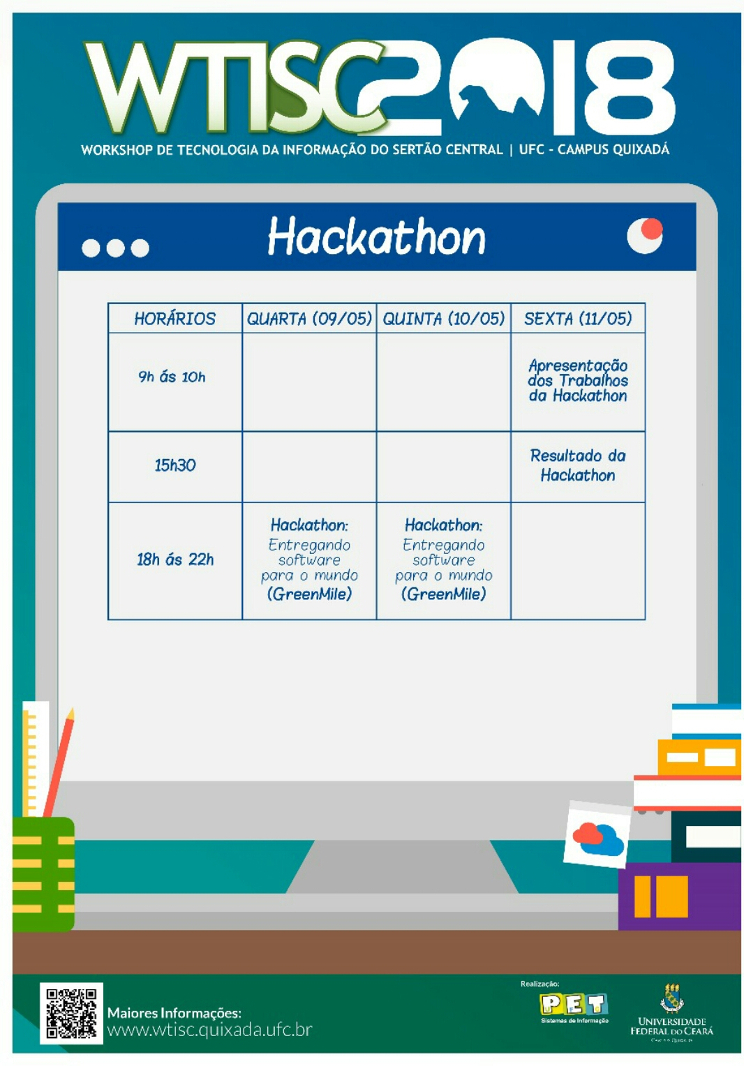 WTISC2018
WORKSHOP DE TECNOLOGIA DA INFORMAÇÃO DO SERTÃO CENTRAL | UFC - CAMPUS QUIXADÁ
Hackathon
HORÁRIOS QUARTA (09/05) QUINTA (10/05) SEXTA (11/05)
9h ás 10h
Apresentação
dos Trabalhos
da Hackathon
15h30
Resultado da
Hackathon
18h ás 22h
Hackathon:
Entregando
software
para o mundo
(GreenMile)
Hackathon:
Entregando
software
para o mundo
(GreenMile)
Maiores Informações:
www.wtisc.quixada.ufc.br
Realização:
PET
Sistemas de Informação
UNIVERSIDADE
FEDERAL DO CEARÁ